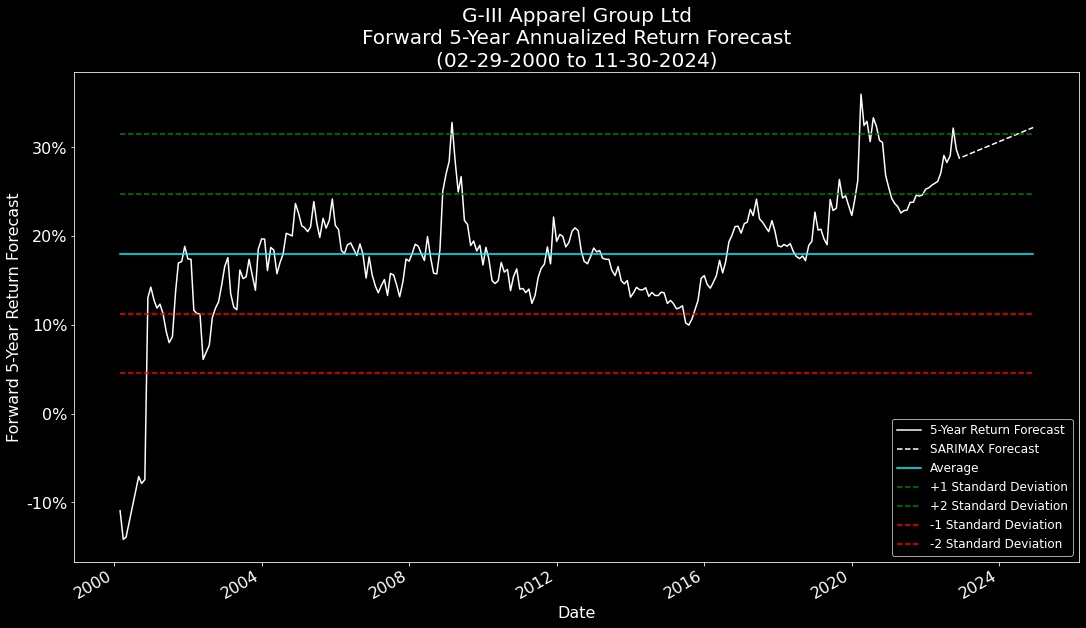 G-III Apparel Group Ltd
Forward 5-Year Annualized Return Forecast
(02-29-2000 to 11-30-2024)
Forward 5-Year Return Forecast
30%
20%
10%
0%
-10%
5-Year Return Forecast
SARIMAX Forecast
Average
+1 Standard Deviation
+2 Standard Deviation
-1 Standard Deviation
-2 Standard Deviation
2000
2004
2008
2012
2016
2020
2024
Date